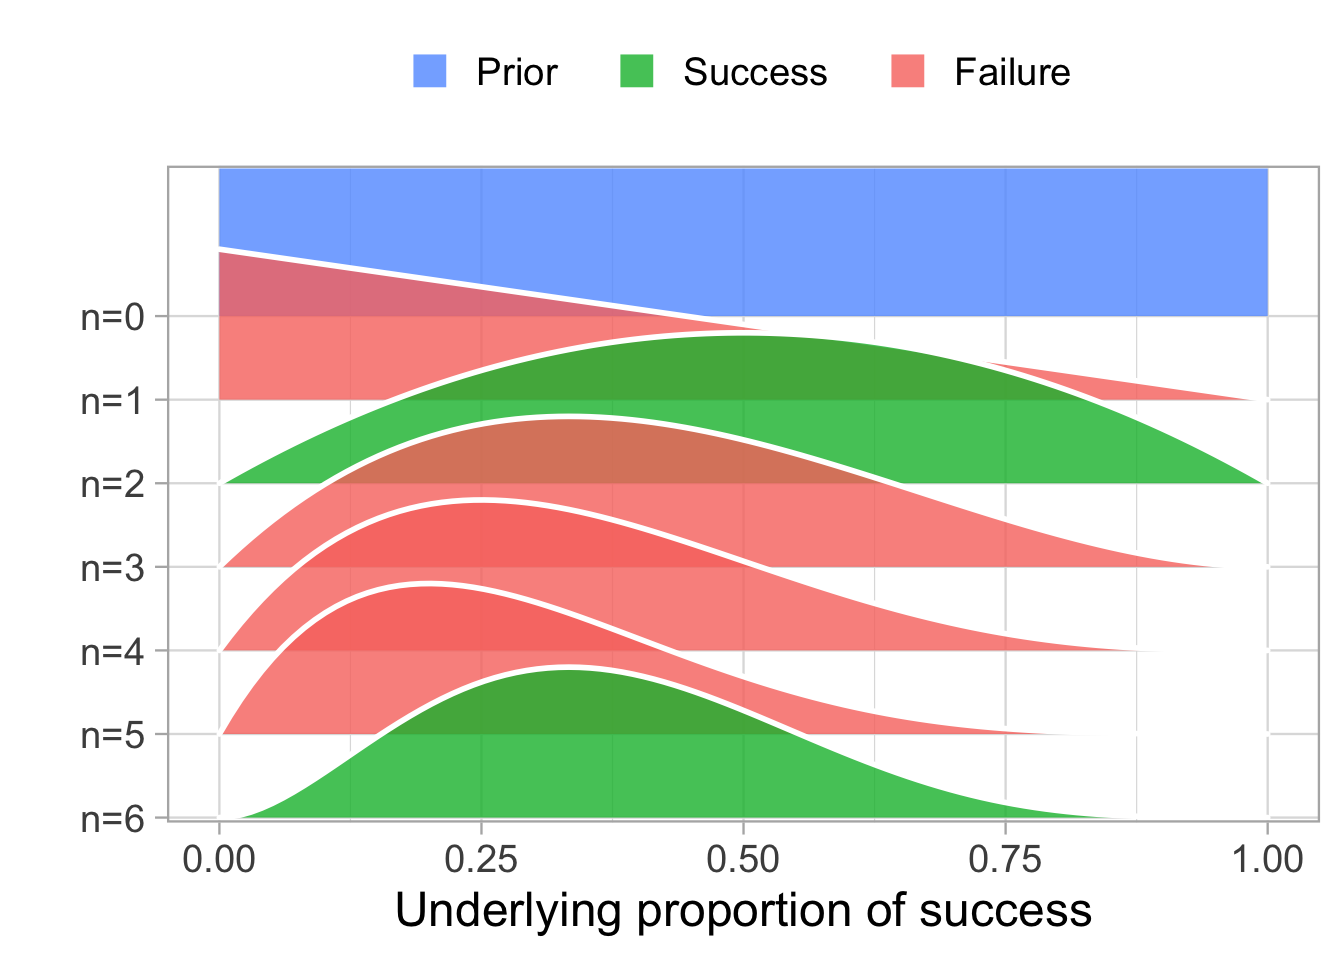 Prior Success Failure
n=0
n=1
n=2
n=3
n=4
n=5
n=6
0.00 0.25 0.50 0.75 1.00
Underlying proportion of success